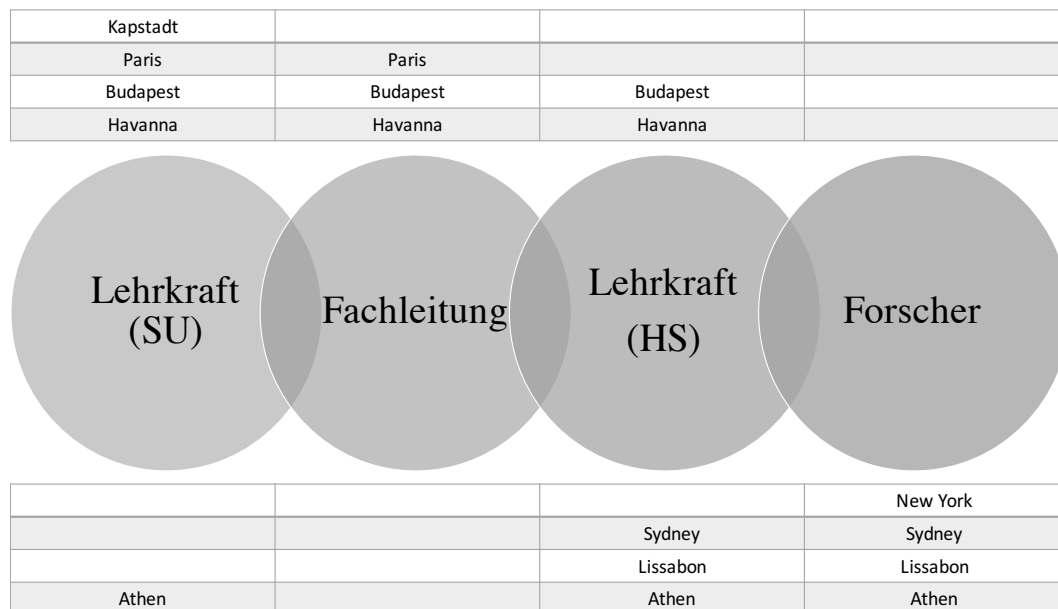 Kapstadt
Paris Paris
Budapest Budapest Budapest
Havanna Havanna Havanna
Lehrkraft
(SU)
Fachleitung
Lehrkraft
(HS)
Forscher
New York
Sydney Sydney
Lissabon Lissabon
Athen Athen Athen